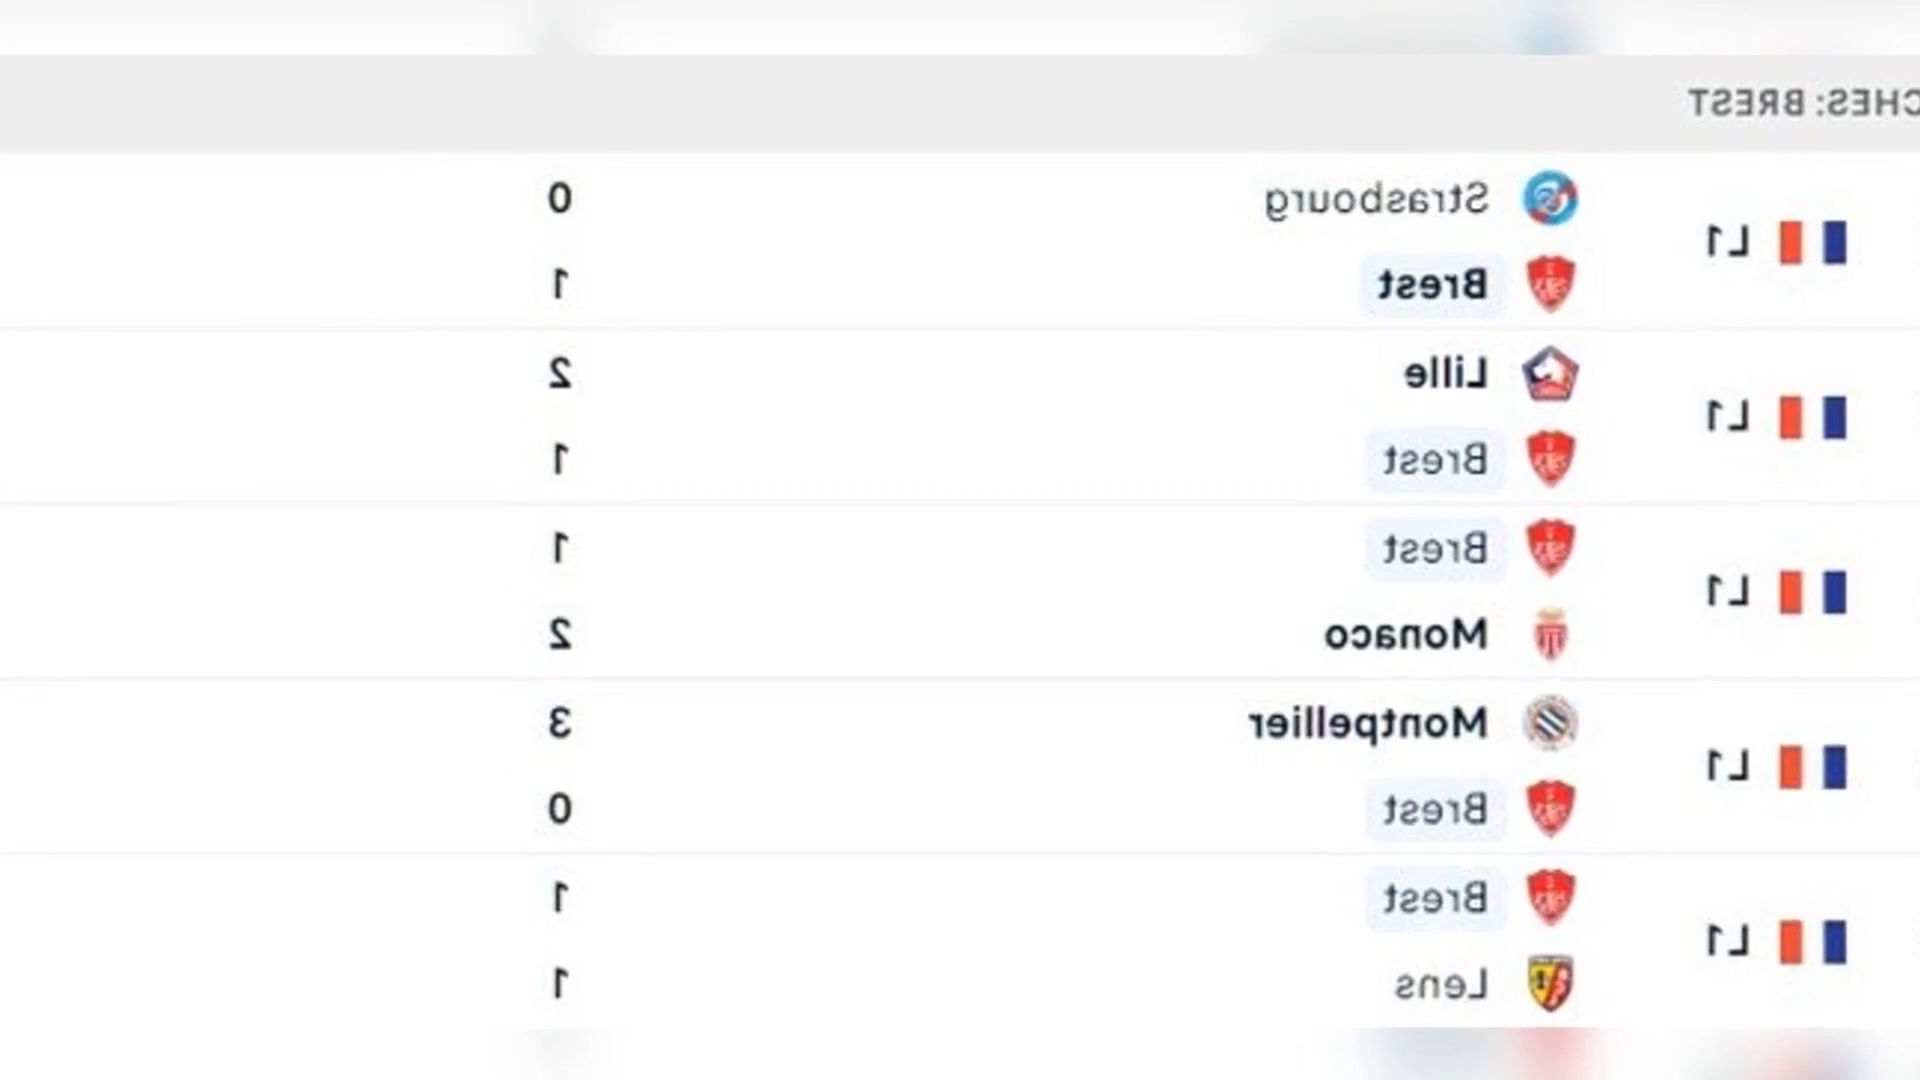 CHES: BREST
L1
Strasbourg 0
Brest 1
L1
Lille 2
Brest 1
L1
Brest 1
Monaco 2
L1
Montpellier 3
Brest 0
L1
Brest 1
Lens 1